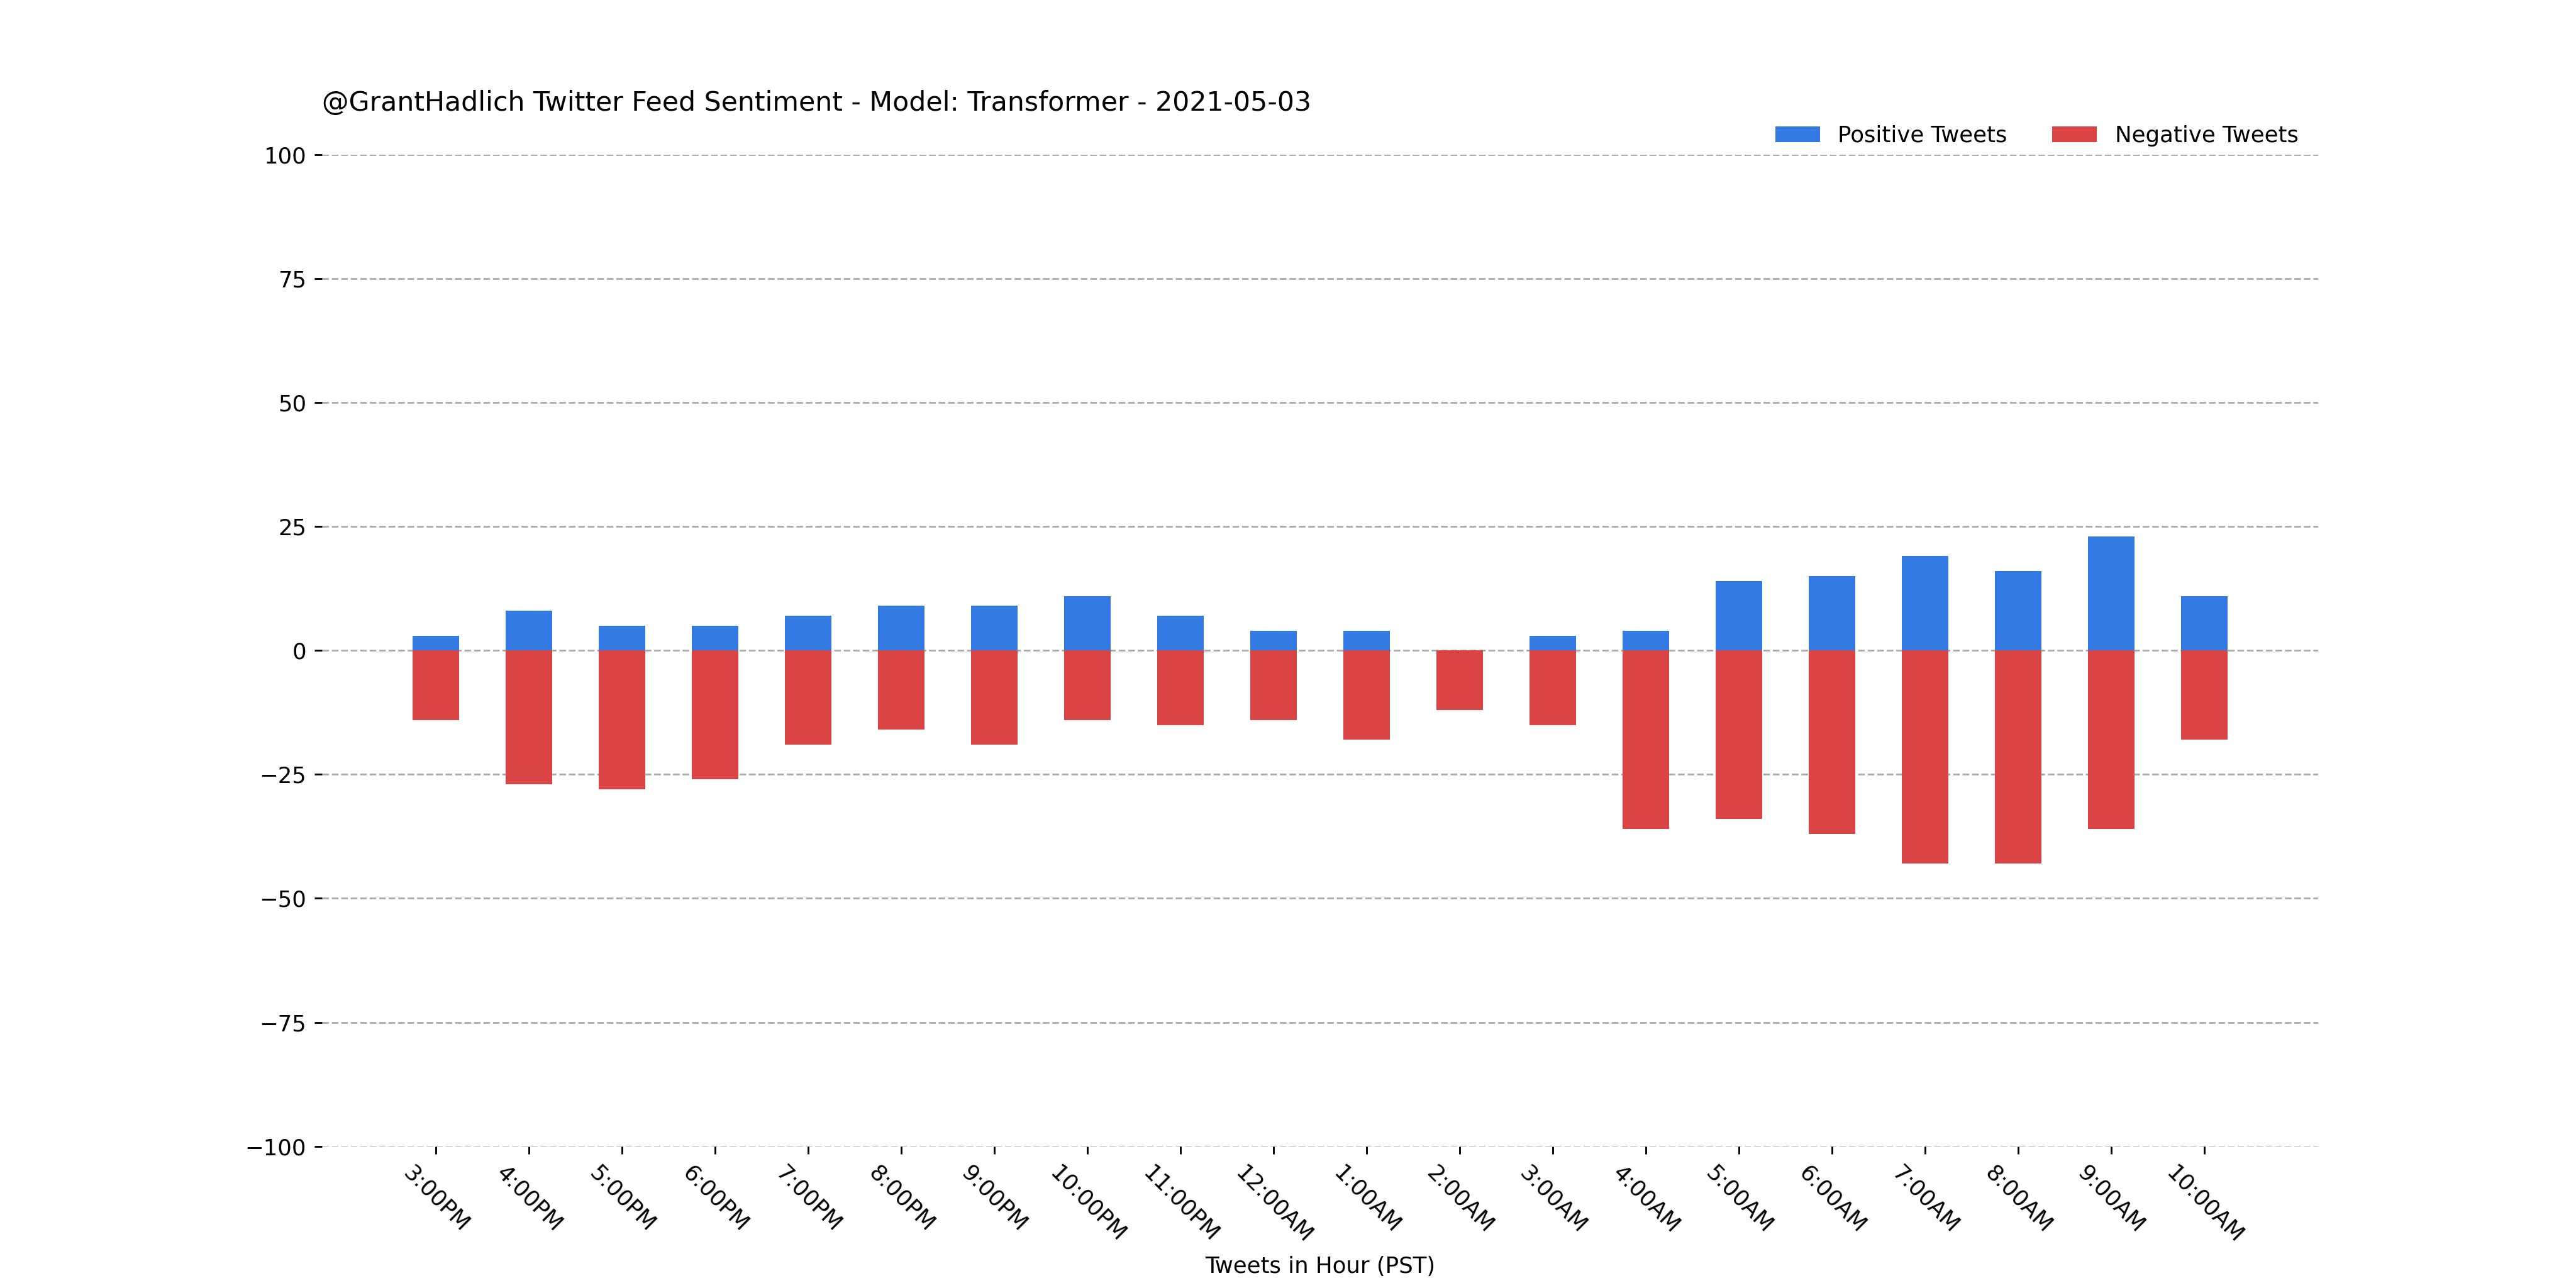 @GrantHadlich Twitter Feed Sentiment - Model: Transformer - 2021-05-03
Positive Tweets Negative Tweets
100
75
50
25
0
−25
−50
−75
−100
3:00PM 4:00PM 5:00PM 6:00PM 7:00PM 8:00PM 9:00PM 10:00PM 11:00PM 12:00AM 1:00AM 2:00AM 3:00AM 4:00AM 5:00AM 6:00AM 7:00AM 8:00AM 9:00AM 10:00AM
Tweets in Hour (PST)